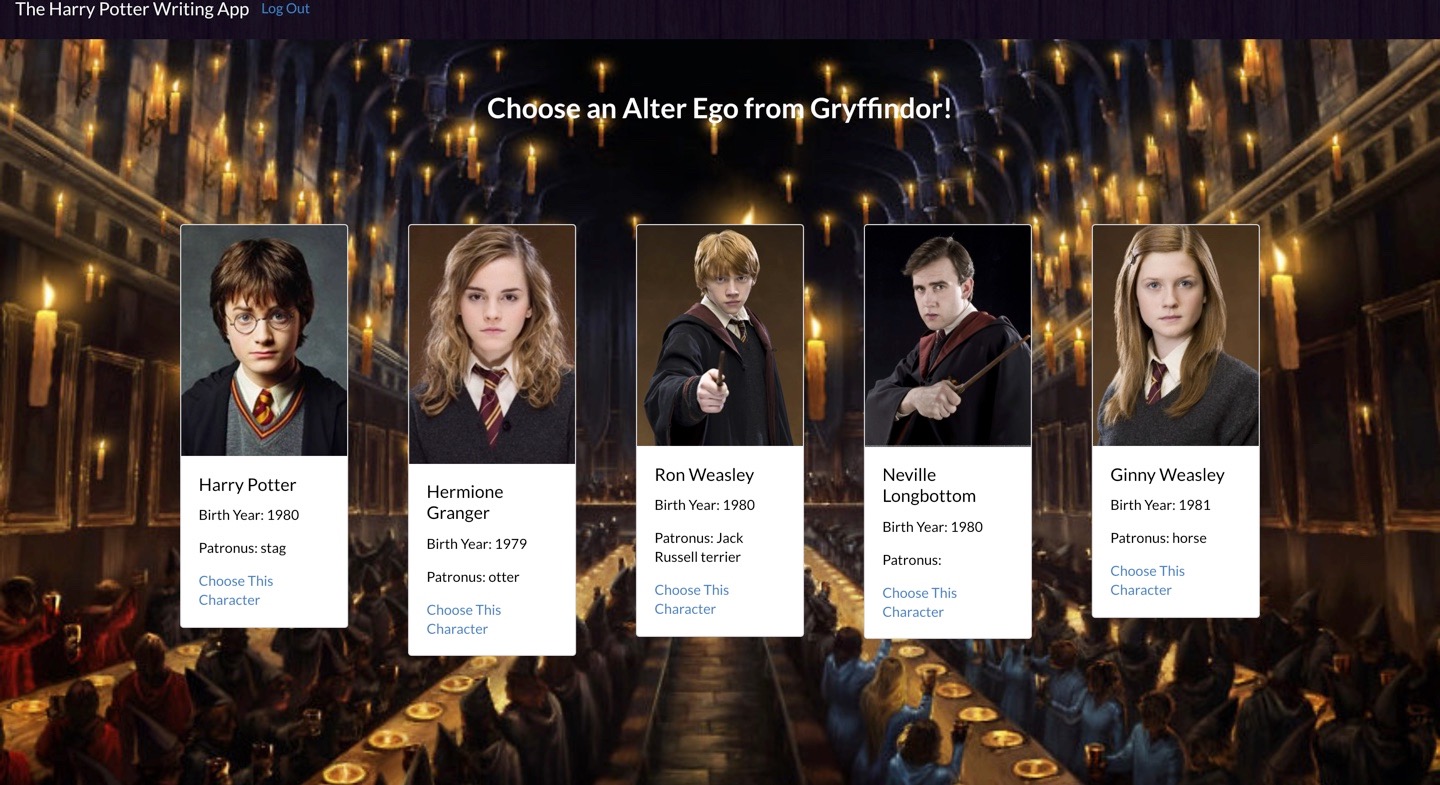 The Harry Potter Writing App Log Out
Choose an Alter Ego from Gryffindor!
Harry Potter
Birth Year: 1980
Patronus: stag
Choose This
Character
Hermione
Granger
Birth Year: 1979
Patronus: otter
Choose This
Character
Ron Weasley
Birth Year: 1980
Patronus: Jack
Russell terrier
Choose This
Character
Neville
Longbottom
Birth Year: 1980
Patronus:
Choose This
Character
Ginny Weasley
Birth Year: 1981
Patronus: horse
Choose This
Character